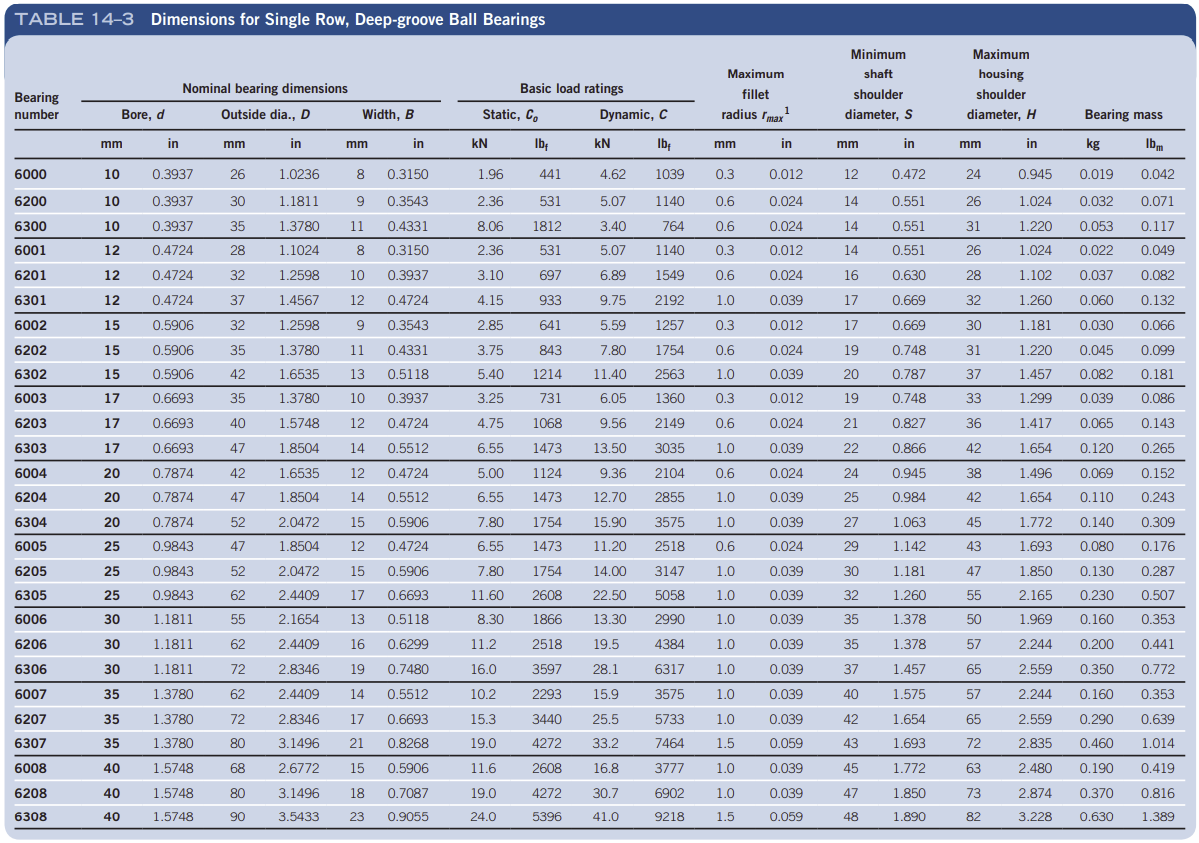 TABLE 14–3 Dimensions for Single Row, Deep-groove Ball Bearings
Bearing number Nominal bearing dimensions Basic load ratings Maximum fillet radius rmax¹ Minimum shaft shoulder diameter, S Maximum housing shoulder diameter, H Bearing mass
Bore, d Outside dia., D Width, B Static, Co Dynamic, C
mm in mm in mm in kN lbf kN lbf mm in mm in mm in kg lbm
6000 10 0.3937 26 1.0236 8 0.3150 1.96 441 4.62 1039 0.3 0.012 12 0.472 24 0.945 0.019 0.042
6200 10 0.3937 30 1.1811 9 0.3543 2.36 531 5.07 1140 0.6 0.024 14 0.551 26 1.024 0.032 0.071
6300 10 0.3937 35 1.3780 11 0.4331 8.06 1812 3.40 764 0.6 0.024 14 0.551 31 1.220 0.053 0.117
6001 12 0.4724 28 1.1024 8 0.3150 2.36 531 5.07 1140 0.3 0.012 14 0.551 26 1.024 0.022 0.049
6201 12 0.4724 32 1.2598 10 0.3937 3.10 697 6.89 1549 0.6 0.024 16 0.630 28 1.102 0.037 0.082
6301 12 0.4724 37 1.4567 12 0.4724 4.15 933 9.75 2192 1.0 0.039 17 0.669 32 1.260 0.060 0.132
6002 15 0.5906 32 1.2598 9 0.3543 2.85 641 5.59 1257 0.3 0.012 17 0.669 30 1.181 0.030 0.066
6202 15 0.5906 35 1.3780 11 0.4331 3.75 843 7.80 1754 0.6 0.024 19 0.748 31 1.220 0.045 0.099
6302 15 0.5906 42 1.6535 13 0.5118 5.40 1214 11.40 2563 1.0 0.039 20 0.787 37 1.457 0.082 0.181
6003 17 0.6693 35 1.3780 10 0.3937 3.25 731 6.05 1360 0.3 0.012 19 0.748 33 1.299 0.039 0.086
6203 17 0.6693 40 1.5748 12 0.4724 4.75 1068 9.56 2149 0.6 0.024 21 0.827 36 1.417 0.065 0.143
6303 17 0.6693 47 1.8504 14 0.5512 6.55 1473 13.50 3035 1.0 0.039 22 0.866 42 1.654 0.120 0.265
6004 20 0.7874 42 1.6535 12 0.4724 5.00 1124 9.36 2104 0.6 0.024 24 0.945 38 1.496 0.069 0.152
6204 20 0.7874 47 1.8504 14 0.5512 6.55 1473 12.70 2855 1.0 0.039 25 0.984 42 1.654 0.110 0.243
6304 20 0.7874 52 2.0472 15 0.5906 7.80 1754 15.90 3575 1.0 0.039 27 1.063 45 1.772 0.140 0.309
6005 25 0.9843 47 1.8504 12 0.4724 6.55 1473 11.20 2518 0.6 0.024 29 1.142 43 1.693 0.080 0.176
6205 25 0.9843 52 2.0472 15 0.5906 7.80 1754 14.00 3147 1.0 0.039 30 1.181 47 1.850 0.130 0.287
6305 25 0.9843 62 2.4409 17 0.6693 11.60 2608 22.50 5058 1.0 0.039 32 1.260 55 2.165 0.230 0.507
6006 30 1.1811 55 2.1654 13 0.5118 8.30 1866 13.30 2990 1.0 0.039 35 1.378 50 1.969 0.160 0.353
6206 30 1.1811 62 2.4409 16 0.6299 11.2 2518 19.5 4384 1.0 0.039 35 1.378 57 2.244 0.200 0.441
6306 30 1.1811 72 2.8346 19 0.7480 16.0 3597 28.1 6317 1.0 0.039 37 1.457 65 2.559 0.350 0.772
6007 35 1.3780 62 2.4409 14 0.5512 10.2 2293 15.9 3575 1.0 0.039 40 1.575 57 2.244 0.160 0.353
6207 35 1.3780 72 2.8346 17 0.6693 15.3 3440 25.5 5733 1.0 0.039 42 1.654 65 2.559 0.290 0.639
6307 35 1.3780 80 3.1496 21 0.8268 19.0 4272 33.2 7464 1.5 0.059 43 1.693 72 2.835 0.460 1.014
6008 40 1.5748 68 2.6772 15 0.5906 11.6 2608 16.8 3777 1.0 0.039 45 1.772 63 2.480 0.190 0.419
6208 40 1.5748 80 3.1496 18 0.7087 19.0 4272 30.7 6902 1.0 0.039 47 1.850 73 2.874 0.370 0.816
6308 40 1.5748 90 3.5433 23 0.9055 24.0 5396 41.0 9218 1.5 0.059 48 1.890 82 3.228 0.630 1.389